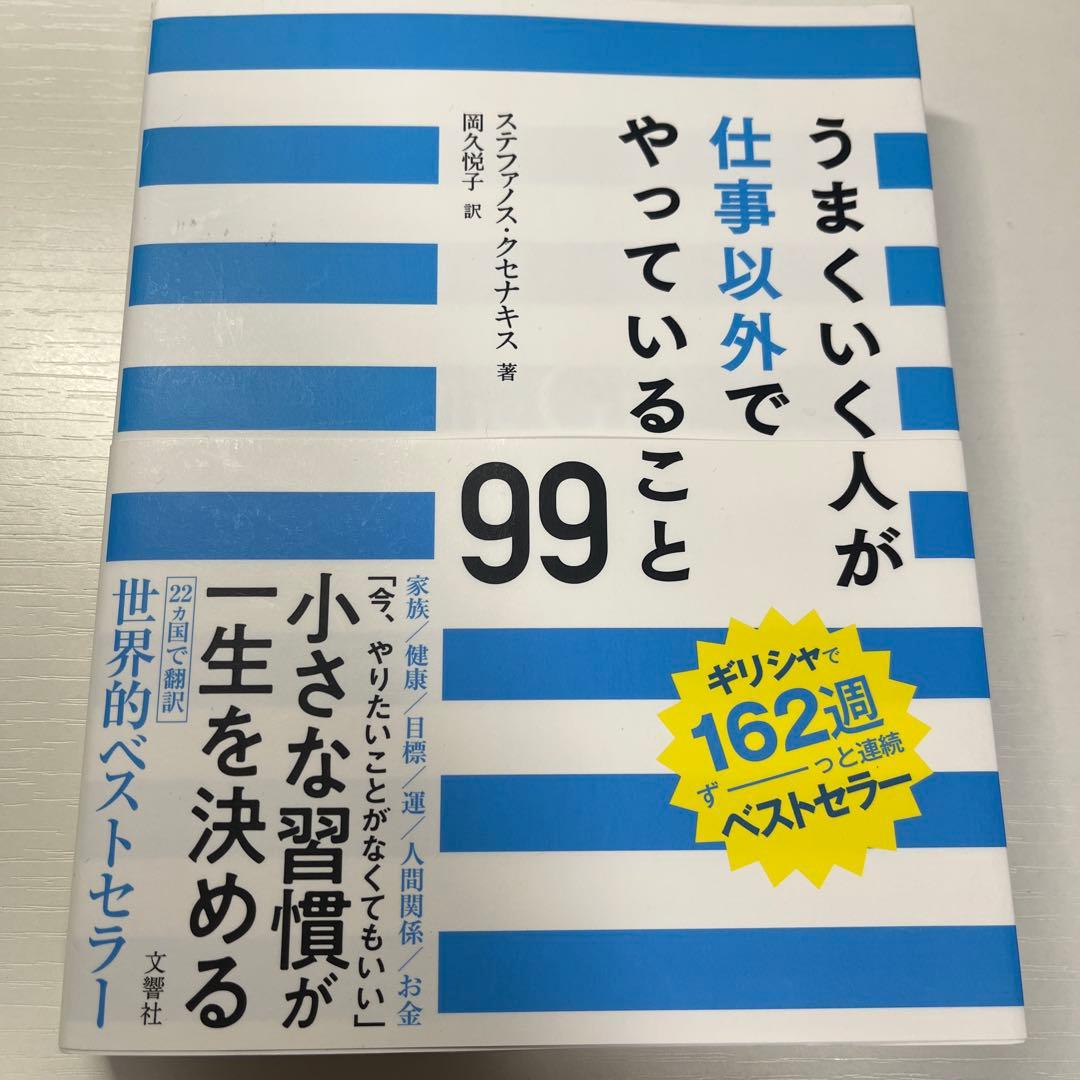 うまくいく人が
仕事以外で
やっていること
99
ステファノス・クセナキス 著
岡久悦子 訳
ギリシャで
162週
ず――っと連続
ベストセラー
家族/健康/目標/運/人間関係/お金
「今、やりたいことがなくてもいい」
小さな習慣が
一生を決める
22ヵ国で翻訳
世界的ベストセラー
文響社